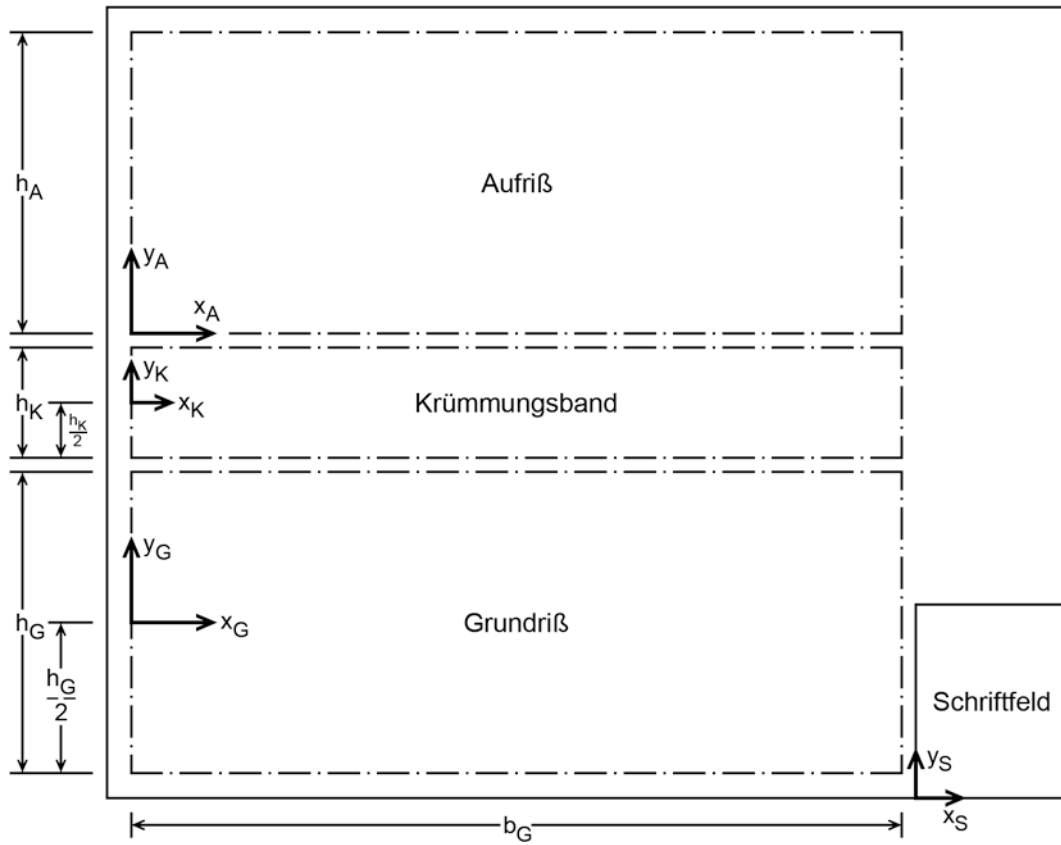 h_A
Aufriß
y_A
x_A
h_K
h_K/2
y_K
x_K
Krümmungsband
h_G
h_G/2
y_G
x_G
Grundriß
Schriftfeld
y_S
x_S
b_G